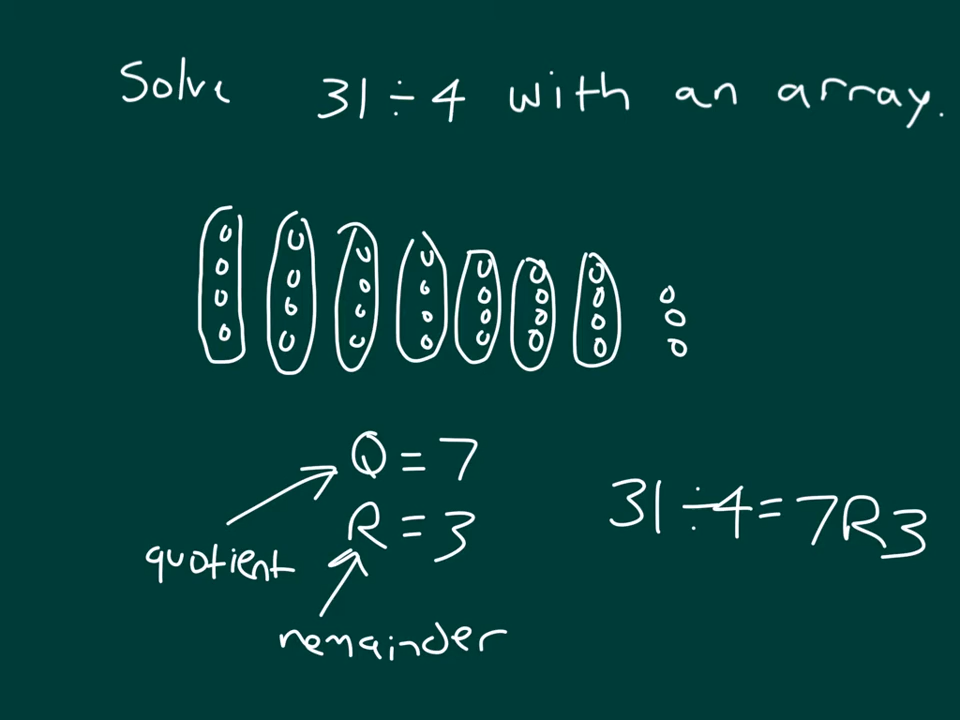 Solve 31 ÷ 4 with an array.
Q = 7
R = 3
31 ÷ 4 = 7R3
quotient
remainder